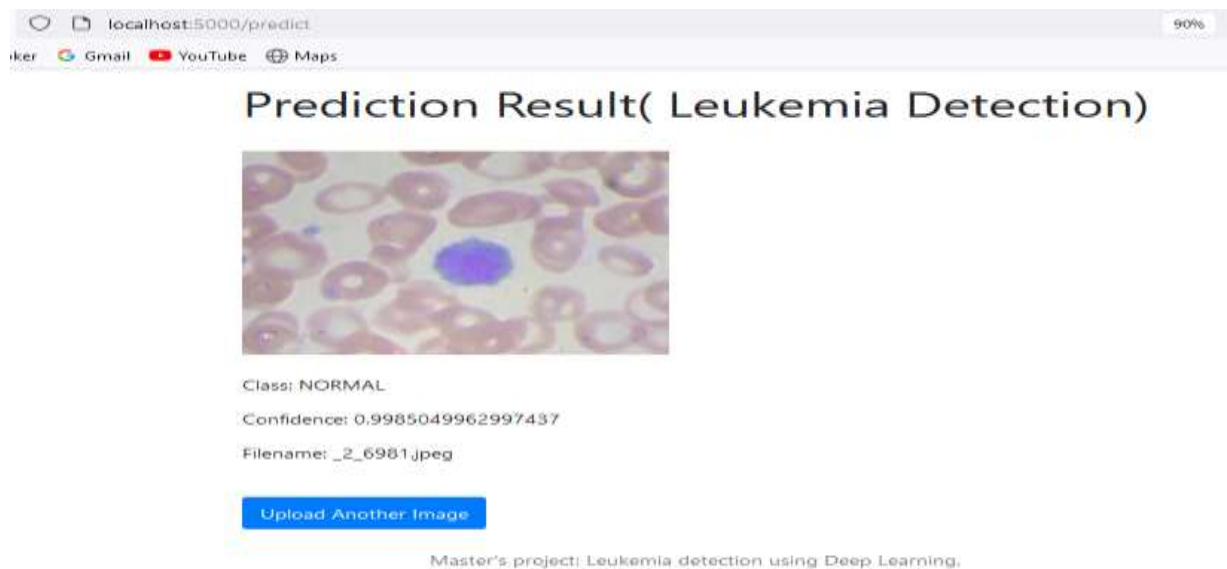 localhost:5000/predict
90%
ker Gmail YouTube Maps
Prediction Result( Leukemia Detection)
Class: NORMAL
Confidence: 0.9985049962997437
Filename: _2_6981.jpeg
Upload Another Image
Master's project: Leukemia detection using Deep Learning.